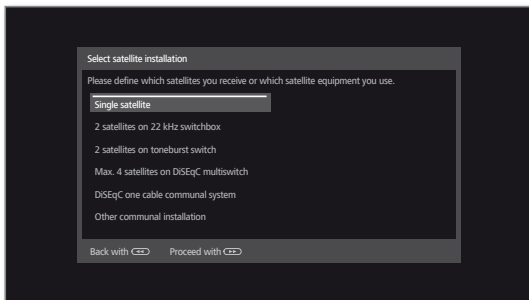 Select satellite installation
Please define which satellites you receive or which satellite equipment you use.
Single satellite
2 satellites on 22 kHz switchbox
2 satellites on toneburst switch
Max. 4 satellites on DiSEqC multiswitch
DiSEqC one cable communal system
Other communal installation
Back with ◀◀ Proceed with ▶▶